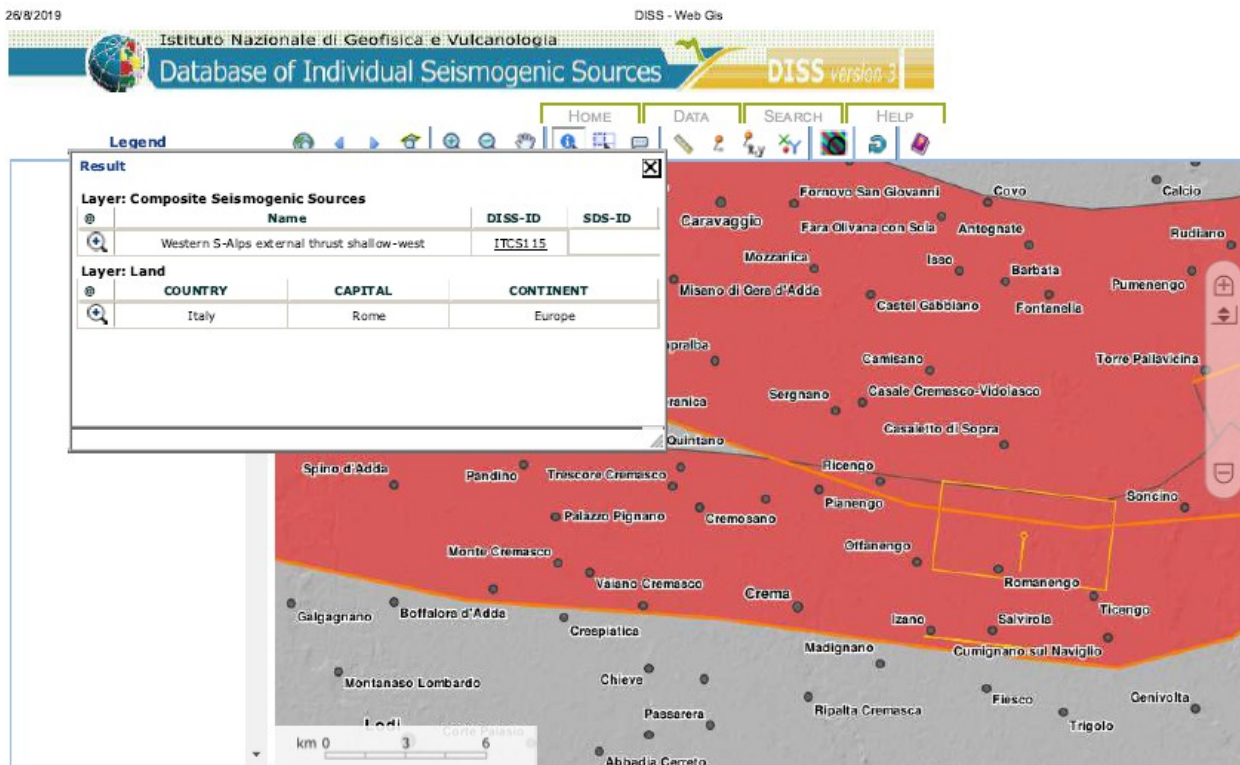 26/8/2019
DISS - Web Gis
Istituto Nazionale di Geofisica e Vulcanologia
Database of Individual Seismogenic Sources
DISS version 3
HOME
DATA
SEARCH
HELP
Legend
Result
Layer: Composite Seismogenic Sources
@ Name DISS-ID SDS-ID
Western S-Alps external thrust shallow-west ITCS115
Layer: Land
@ COUNTRY CAPITAL CONTINENT
Italy Rome Europe
Fornovo San Giovanni
Covo
Calcio
Caravaggio
Fara Olivana con Sola
Antegnate
Rudiano
Mozzanica
Isso
Barbata
Pumenengo
Misano di Gera d'Adda
Castel Gabbiano
Fontanella
pralba
Camisano
Torre Pallavicina
ranica
Sergnano
Casale Cremasco-Vidolasco
Quintano
Casaletto di Sopra
Spino d'Adda
Pandino
Trescore Cremasco
Ricengo
Pianengo
Soncino
Palazzo Pignano
Cremosano
Offanengo
Monte Cremasco
Vaiano Cremasco
Romanengo
Crema
Ticengo
Galgagnano
Boffalora d'Adda
Izano
Salvirola
Crespiatica
Madignano
Cumignano sul Naviglio
Montanaso Lombardo
Chieve
Fiesco
Genivolta
Passarera
Ripalta Cremasca
Trigolo
Lodi
Corte Palasio
km 0 3 6
Abbadia Cerreto